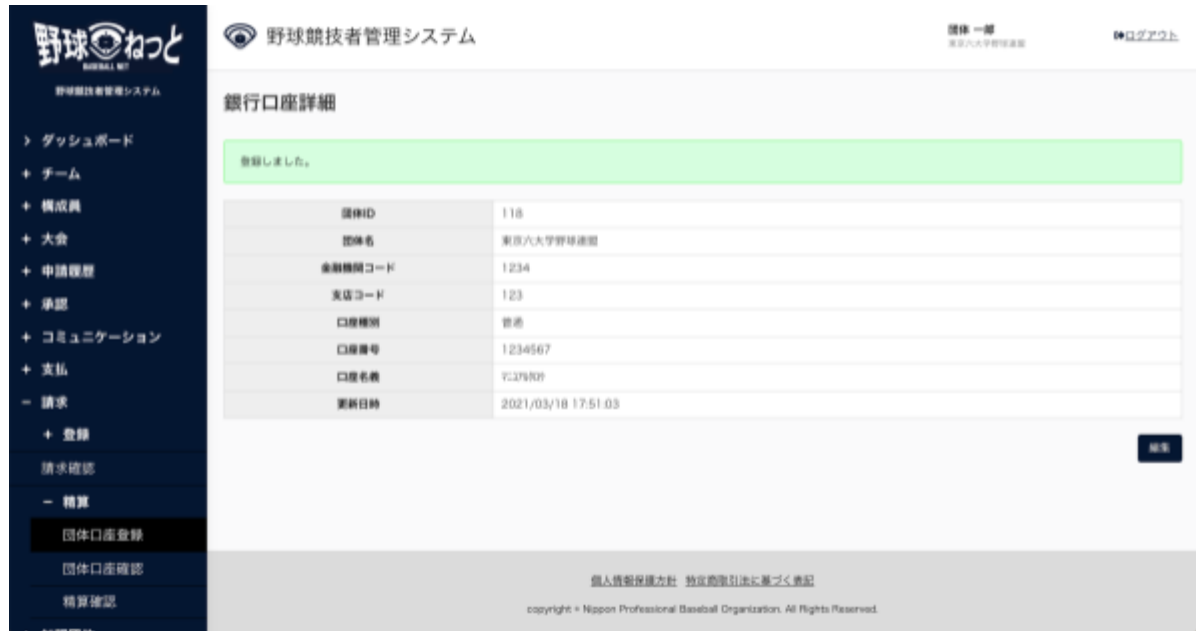 野球ねっと
BASEBALL NET
野球競技者管理システム
野球競技者管理システム
団体 一郎
東京六大学野球連盟
ログアウト
> ダッシュボード
+ チーム
+ 構成員
+ 大会
+ 申請履歴
+ 承認
+ コミュニケーション
+ 支払
− 請求
+ 登録
請求確認
− 精算
団体口座登録
団体口座確認
精算確認
銀行口座詳細
登録しました。
団体ID 118
団体名 東京六大学野球連盟
金融機関コード 1234
支店コード 123
口座種別 普通
口座番号 1234567
口座名義
更新日時 2021/03/18 17:51:03
編集
個人情報保護方針 特定商取引法に基づく表記
copyright © Nippon Professional Baseball Organization. All Rights Reserved.